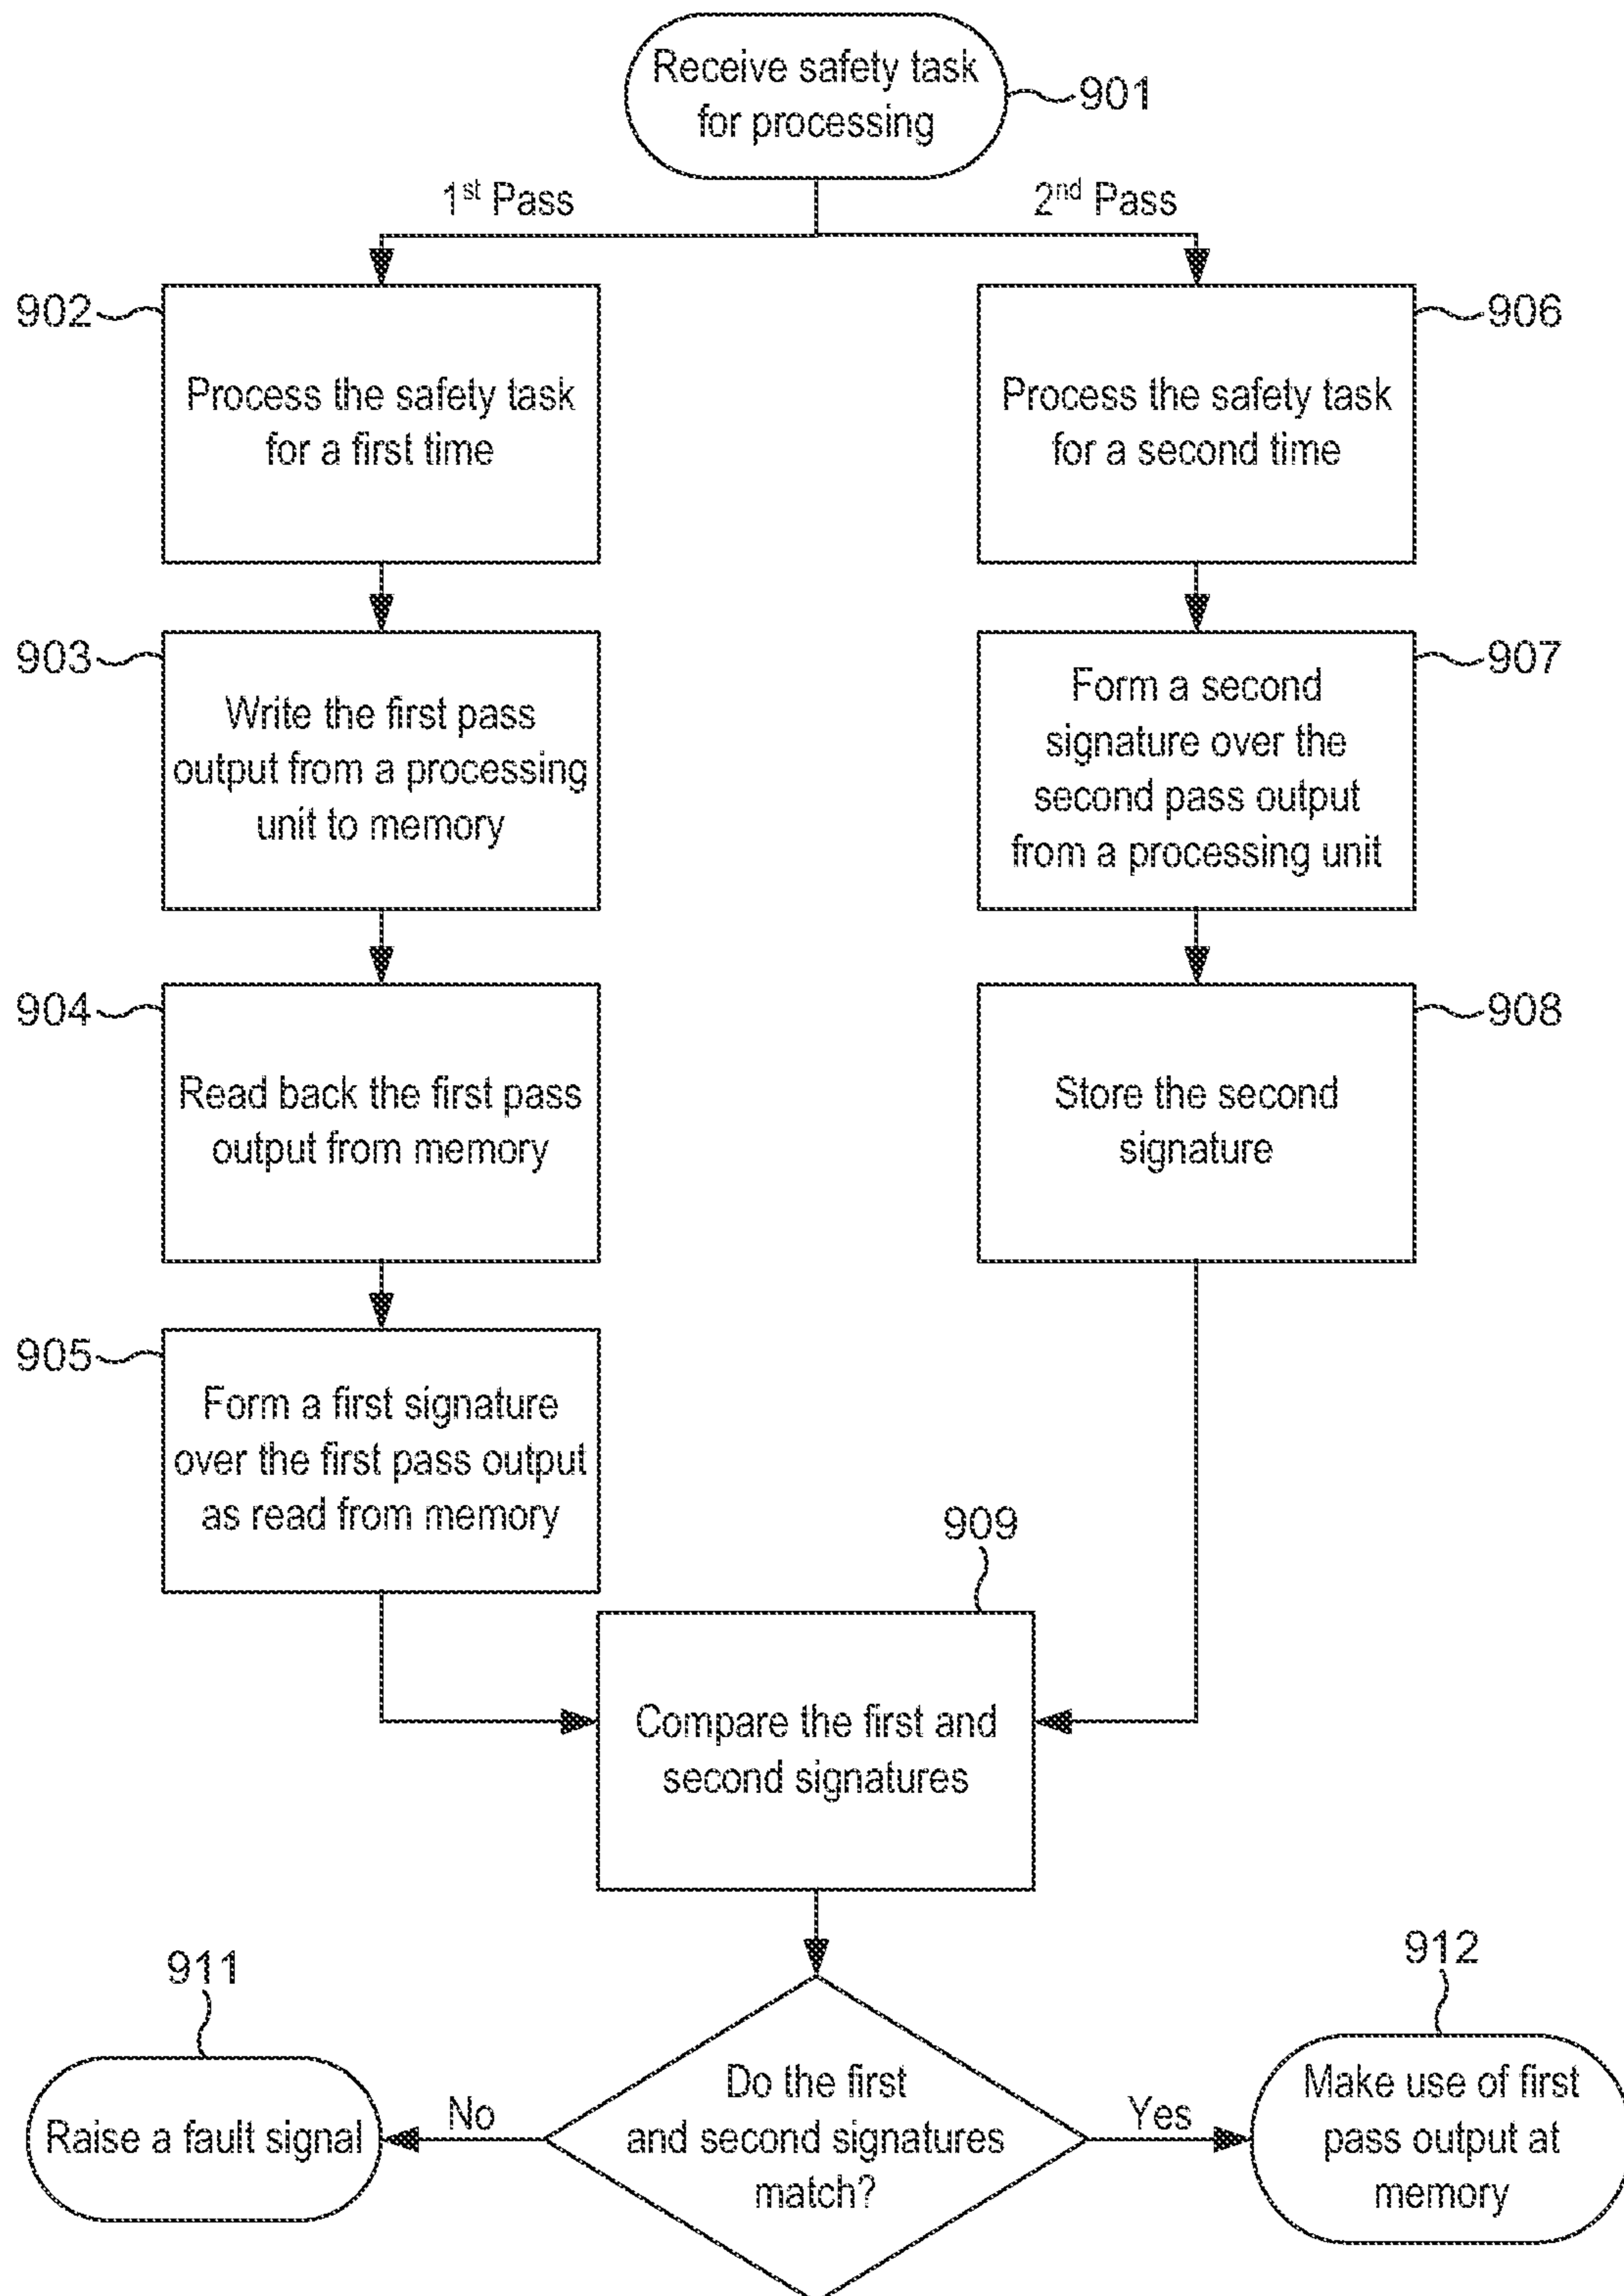 Receive safety task
for processing
901
1st Pass
2nd Pass
902
Process the safety task
for a first time
906
Process the safety task
for a second time
903
Write the first pass
output from a processing
unit to memory
907
Form a second
signature over the
second pass output
from a processing unit
904
Read back the first pass
output from memory
908
Store the second
signature
905
Form a first signature
over the first pass output
as read from memory
909
Compare the first and
second signatures
911
Raise a fault signal
No
Do the first
and second signatures
match?
Yes
912
Make use of first
pass output at
memory